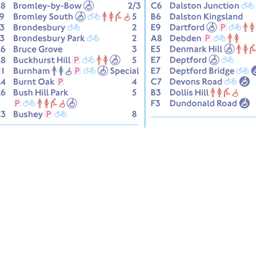 8 Bromley-by-Bow 2/3
9 Bromley South 5
3 Brondesbury 2
3 Brondesbury Park 2
6 Bruce Grove 3
8 Buckhurst Hill P 5
1 Burnham P Special
4 Burnt Oak P 4
6 Bush Hill Park 5
P
3 Bushey P 8
C6 Dalston Junction
B6 Dalston Kingsland
E9 Dartford P
A8 Debden P
E5 Denmark Hill
E7 Deptford
E7 Deptford Bridge
C7 Devons Road
B3 Dollis Hill
F3 Dundonald Road